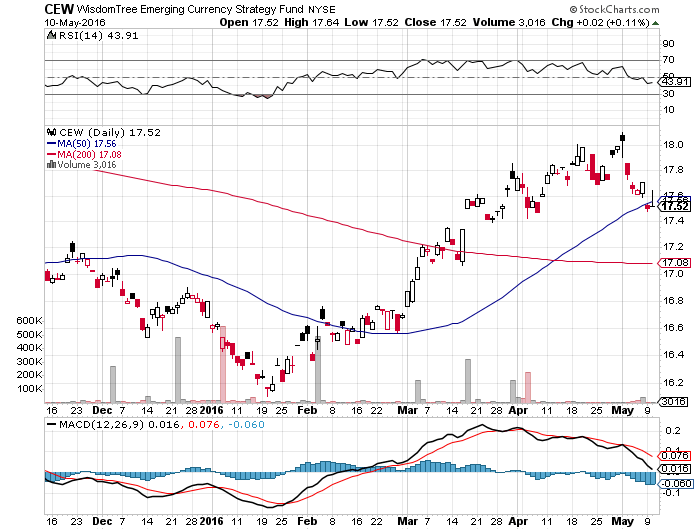 CEW WisdomTree Emerging Currency Strategy Fund NYSE © StockCharts.com
10-May-2016 Open 17.52 High 17.64 Low 17.52 Close 17.52 Volume 3,016 Chg +0.02 (+0.11%)
RSI(14) 43.91
90
70
50
43.91
30
10
CEW (Daily) 17.52
MA(50) 17.56
MA(200) 17.08
Volume 3,016
18.0
17.8
17.6
17.56
17.52
17.4
17.2
17.08
17.0
16.8
600K 16.6
500K
400K 16.4
300K
200K 16.2
100K
3016
16 23 Dec 7 14 21 28 2016 11 19 25 Feb 8 16 22 Mar 7 14 21 28 Apr 11 18 25 May 9
MACD(12,26,9) 0.016, 0.076, -0.060
0.2
0.1
0.076
0.016
-0.060
-0.1
16 23 Dec 7 14 21 28 2016 11 19 25 Feb 8 16 22 Mar 7 14 21 28 Apr 11 18 25 May 9